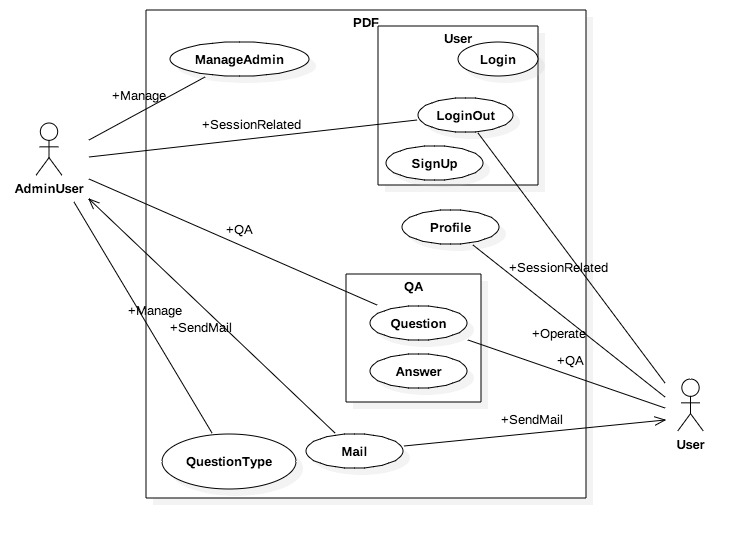 PDF
User
ManageAdmin
Login
+Manage
LoginOut
+SessionRelated
SignUp
AdminUser
Profile
+QA
+SessionRelated
QA
+Manage
Question
+SendMail
+Operate
+QA
Answer
+SendMail
User
Mail
QuestionType